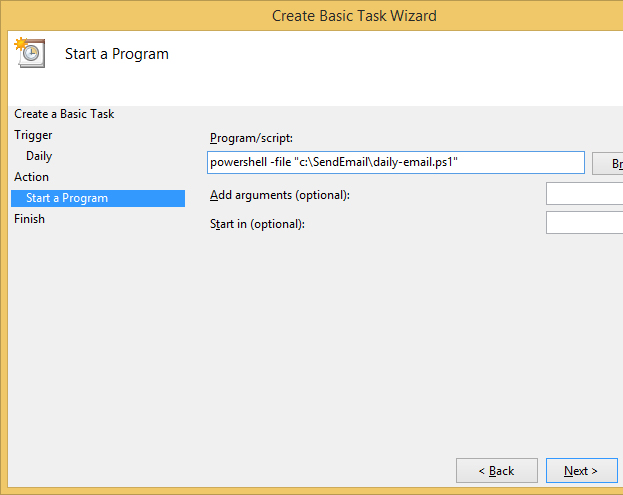 Create Basic Task Wizard
Start a Program
Create a Basic Task
Trigger
Daily
Action
Start a Program
Finish
Program/script:
powershell -file "c:\SendEmail\daily-email.ps1"
Br
Add arguments (optional):
Start in (optional):
< Back
Next >